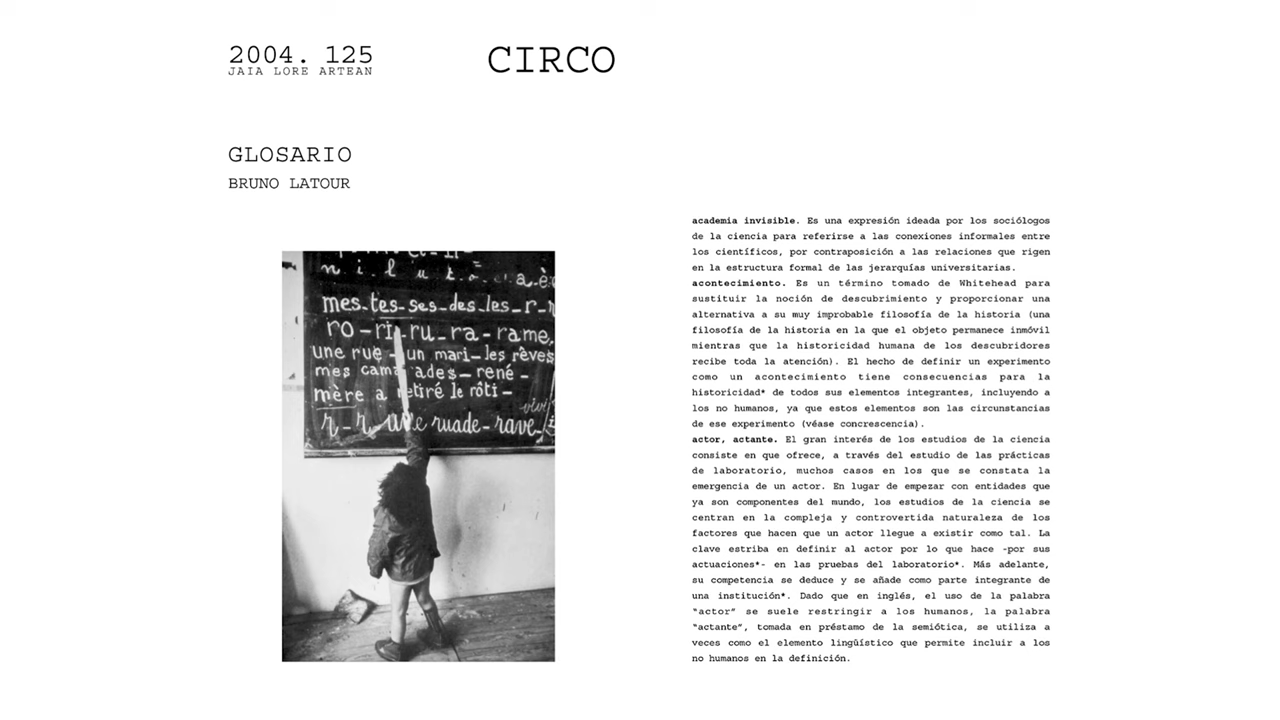 2004. 125
JAIA LORE ARTEAN
CIRCO
GLOSARIO
BRUNO LATOUR
n i l u t o a è
mes-tes-ses-des-les-r-
ro-ri-ru-ra-rame,
une rue - un mari-les rêves
mes camarades-rené-
mère a retiré le rôti-
r-r ruade-rave
academia invisible. Es una expresión ideada por los sociólogos
de la ciencia para referirse a las conexiones informales entre
los científicos, por contraposición a las relaciones que rigen
en la estructura formal de las jerarquías universitarias.
acontecimiento. Es un término tomado de Whitehead para
sustituir la noción de descubrimiento y proporcionar una
alternativa a su muy improbable filosofía de la historia (una
filosofía de la historia en la que el objeto permanece inmóvil
mientras que la historicidad humana de los descubridores
recibe toda la atención). El hecho de definir un experimento
como un acontecimiento tiene consecuencias para la
historicidad* de todos sus elementos integrantes, incluyendo a
los no humanos, ya que estos elementos son las circunstancias
de ese experimento (véase concrescencia).
actor, actante. El gran interés de los estudios de la ciencia
consiste en que ofrece, a través del estudio de las prácticas
de laboratorio, muchos casos en los que se constata la
emergencia de un actor. En lugar de empezar con entidades que
ya son componentes del mundo, los estudios de la ciencia se
centran en la compleja y controvertida naturaleza de los
factores que hacen que un actor llegue a existir como tal. La
clave estriba en definir al actor por lo que hace -por sus
actuaciones*- en las pruebas del laboratorio*. Más adelante,
su competencia se deduce y se añade como parte integrante de
una institución*. Dado que en inglés, el uso de la palabra
“actor” se suele restringir a los humanos, la palabra
“actante”, tomada en préstamo de la semiótica, se utiliza a
veces como el elemento lingüístico que permite incluir a los
no humanos en la definición.